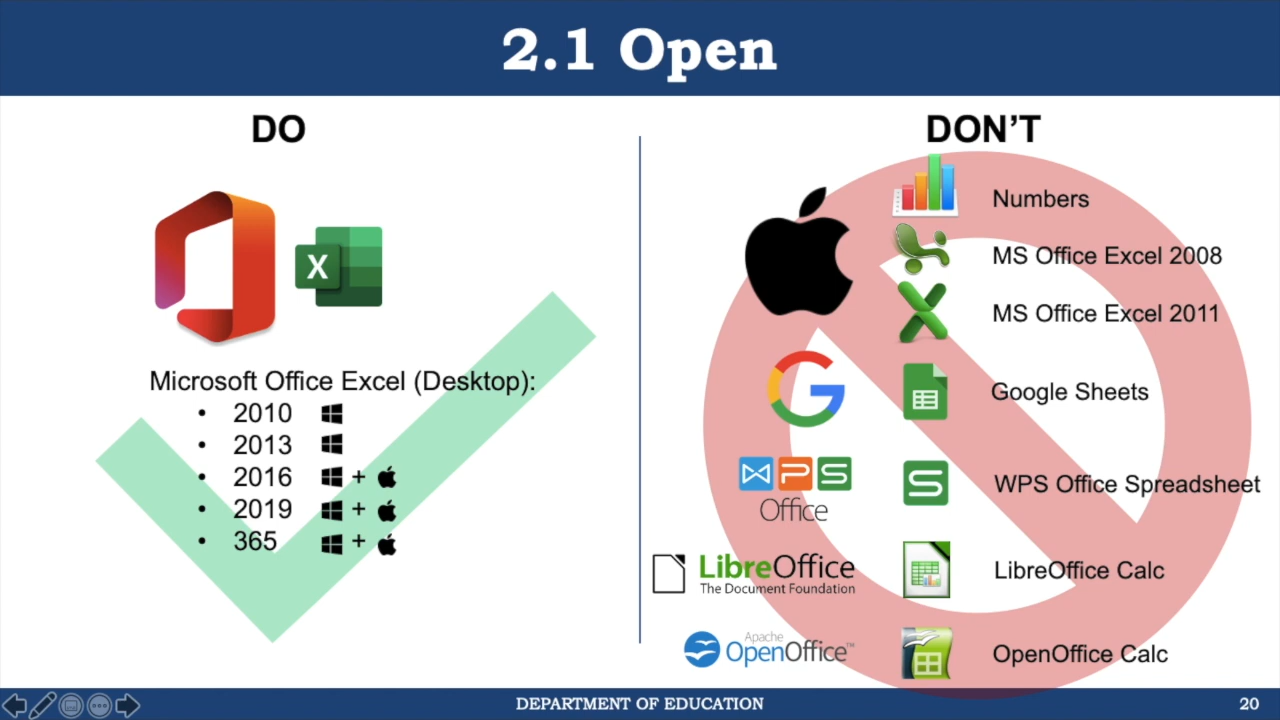 2.1 Open
DO
X
Microsoft Office Excel (Desktop):
• 2010
• 2013
• 2016 +
• 2019 +
• 365 +
DON’T
Numbers
MS Office Excel 2008
MS Office Excel 2011
G
Google Sheets
WPS
Office
S
WPS Office Spreadsheet
LibreOffice
The Document Foundation
LibreOffice Calc
Apache
OpenOffice™
OpenOffice Calc
DEPARTMENT OF EDUCATION
20